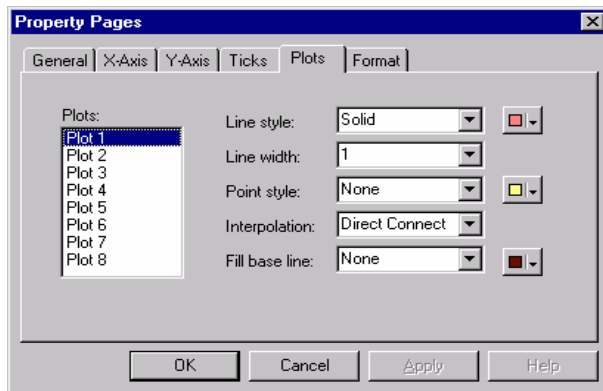 Property Pages
General X-Axis Y-Axis Ticks Plots Format
Plots:
Plot 1
Plot 2
Plot 3
Plot 4
Plot 5
Plot 6
Plot 7
Plot 8
Line style: Solid
Line width: 1
Point style: None
Interpolation: Direct Connect
Fill base line: None
OK Cancel Apply Help